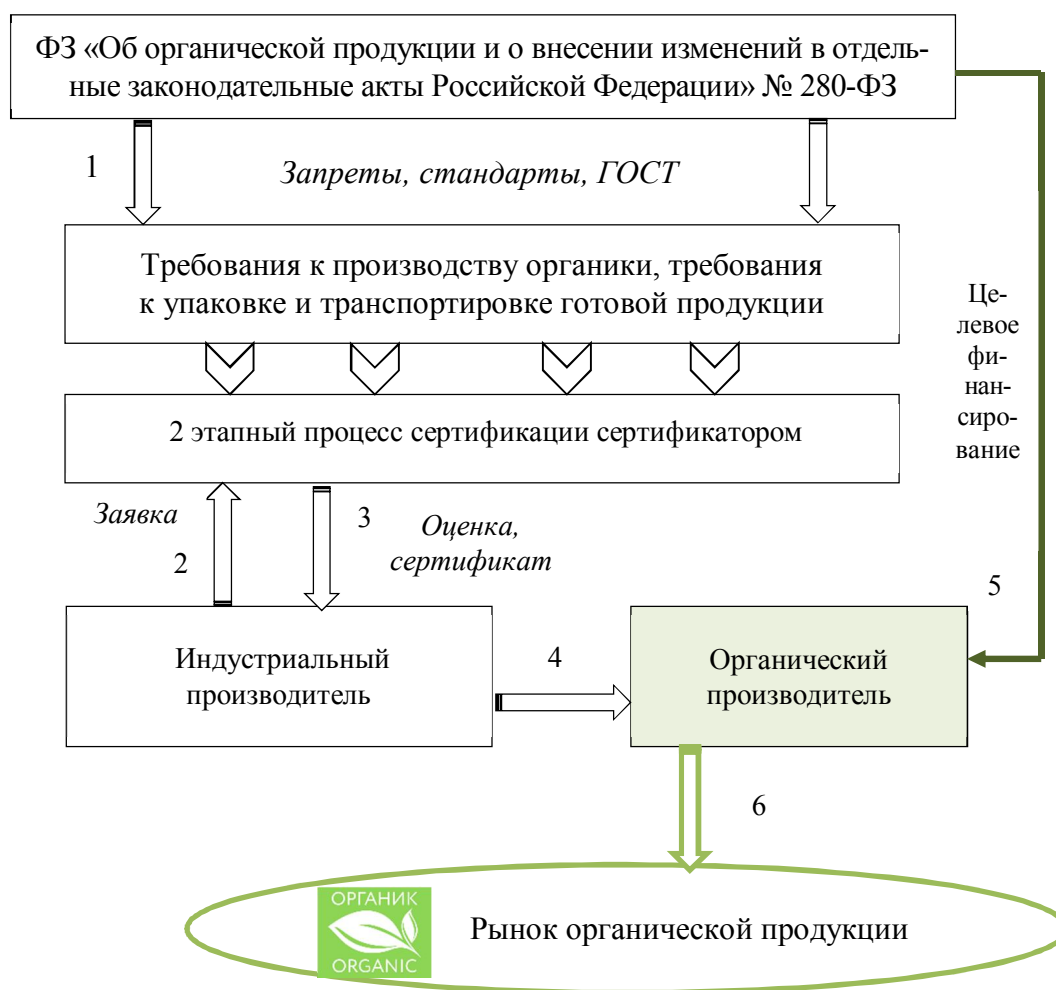 ФЗ «Об органической продукции и о внесении изменений в отдель-
ные законодательные акты Российской Федерации» № 280-ФЗ
1
Запреты, стандарты, ГОСТ
Требования к производству органики, требования
к упаковке и транспортировке готовой продукции
Це-
левое
фи-
нан-
сиро-
вание
2 этапный процесс сертификации сертификатором
Заявка
2
3
Оценка,
сертификат
5
Индустриальный
производитель
4
Органический
производитель
6
ОРГАНИК
ORGANIC
Рынок органической продукции